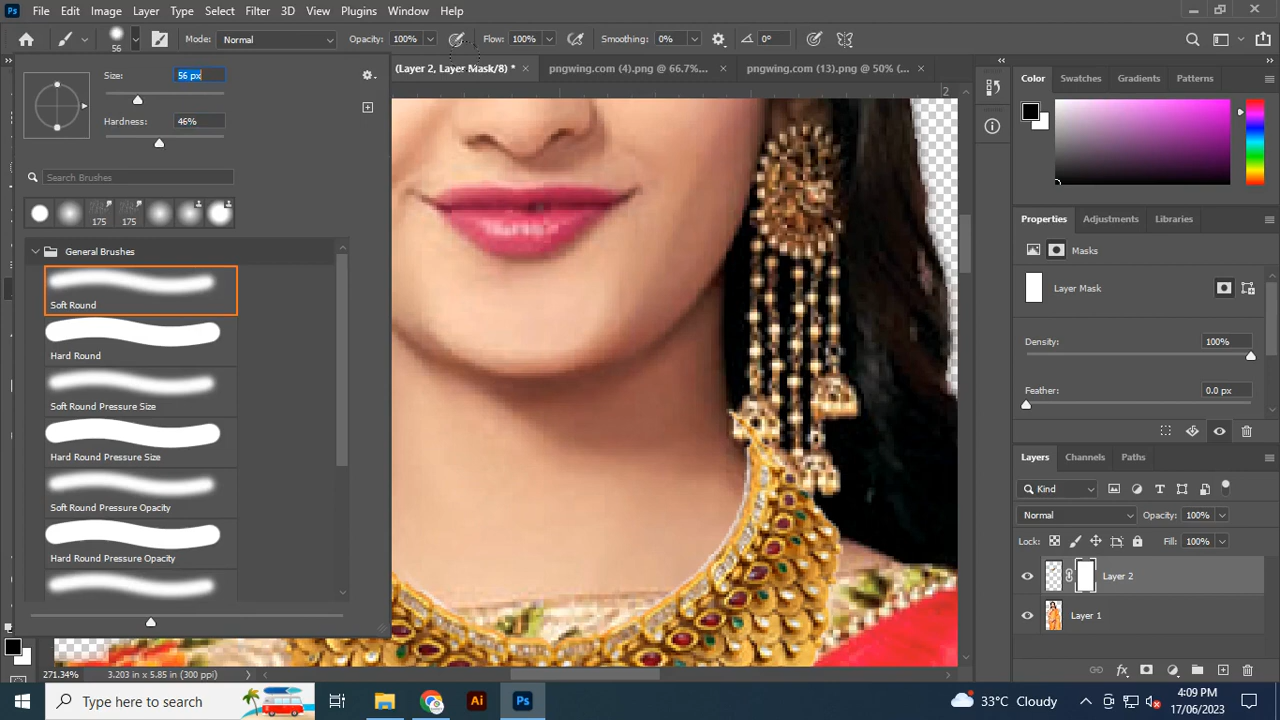 Ps File Edit Image Layer Type Select Filter 3D View Plugins Window Help
56 Mode: Normal Opacity: 100% Flow: 100% Smoothing: 0% 0°
(Layer 2, Layer Mask/8) * × pngwing.com (4).png @ 66.7%... × pngwing.com (13).png @ 50% (... ×
Size: 56 px
Hardness: 46%
Search Brushes
175 175
General Brushes
Soft Round
Hard Round
Soft Round Pressure Size
Hard Round Pressure Size
Soft Round Pressure Opacity
Hard Round Pressure Opacity
2
Color Swatches Gradients Patterns
Properties Adjustments Libraries
Masks
Layer Mask
Density: 100%
Feather: 0.0 px
Layers Channels Paths
Kind
Normal Opacity: 100%
Lock: Fill: 100%
Layer 2
Layer 1
271.34% 3.203 in x 5.85 in (300 ppi)
Type here to search Ai Ps 33°C Cloudy 4:09 PM
17/06/2023